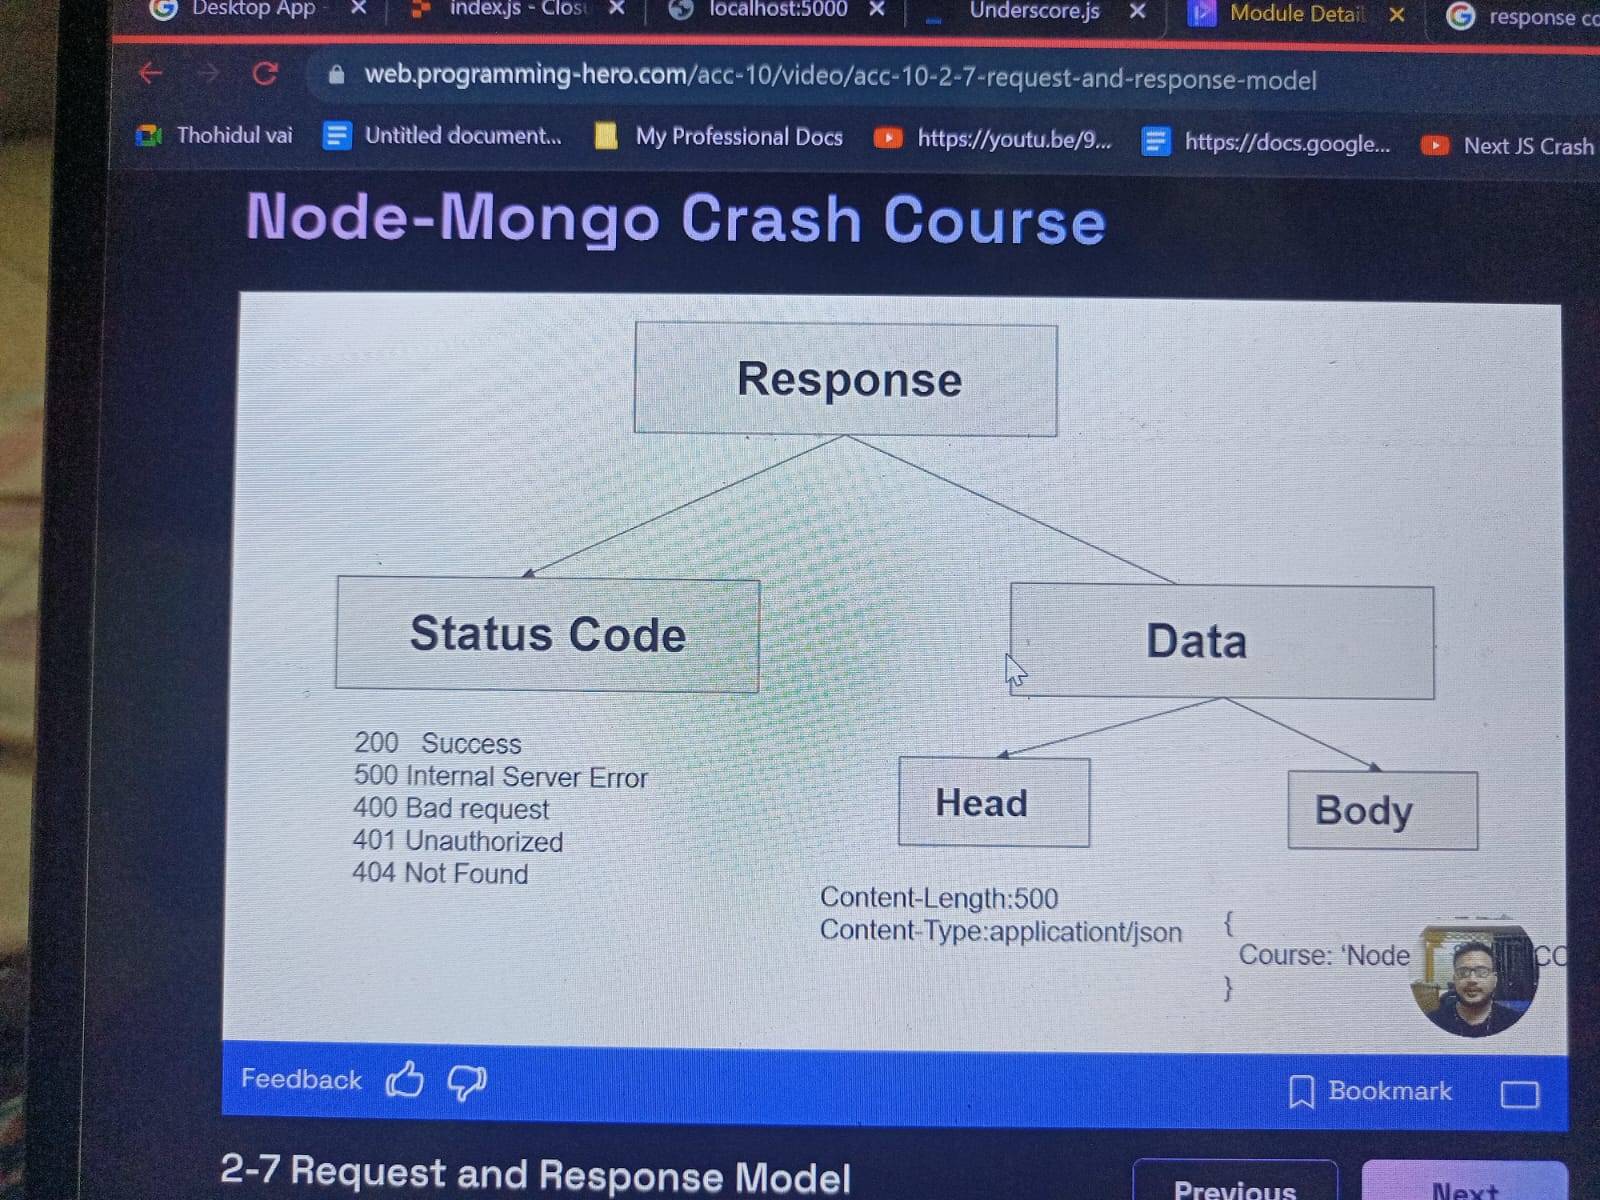 Desktop App
index.js - Clos
localhost:5000
Underscore.js
Module Detail
response co
web.programming-hero.com/acc-10/video/acc-10-2-7-request-and-response-model
Thohidul vai
Untitled document...
My Professional Docs
https://youtu.be/9...
https://docs.google...
Next JS Crash
Node-Mongo Crash Course
Response
Status Code
Data
200 Success
500 Internal Server Error
400 Bad request
401 Unauthorized
404 Not Found
Head
Body
Content-Length:500
Content-Type:applicationt/json
{
Course: ‘Node
}
Feedback
Bookmark
2-7 Request and Response Model
Previous
Next